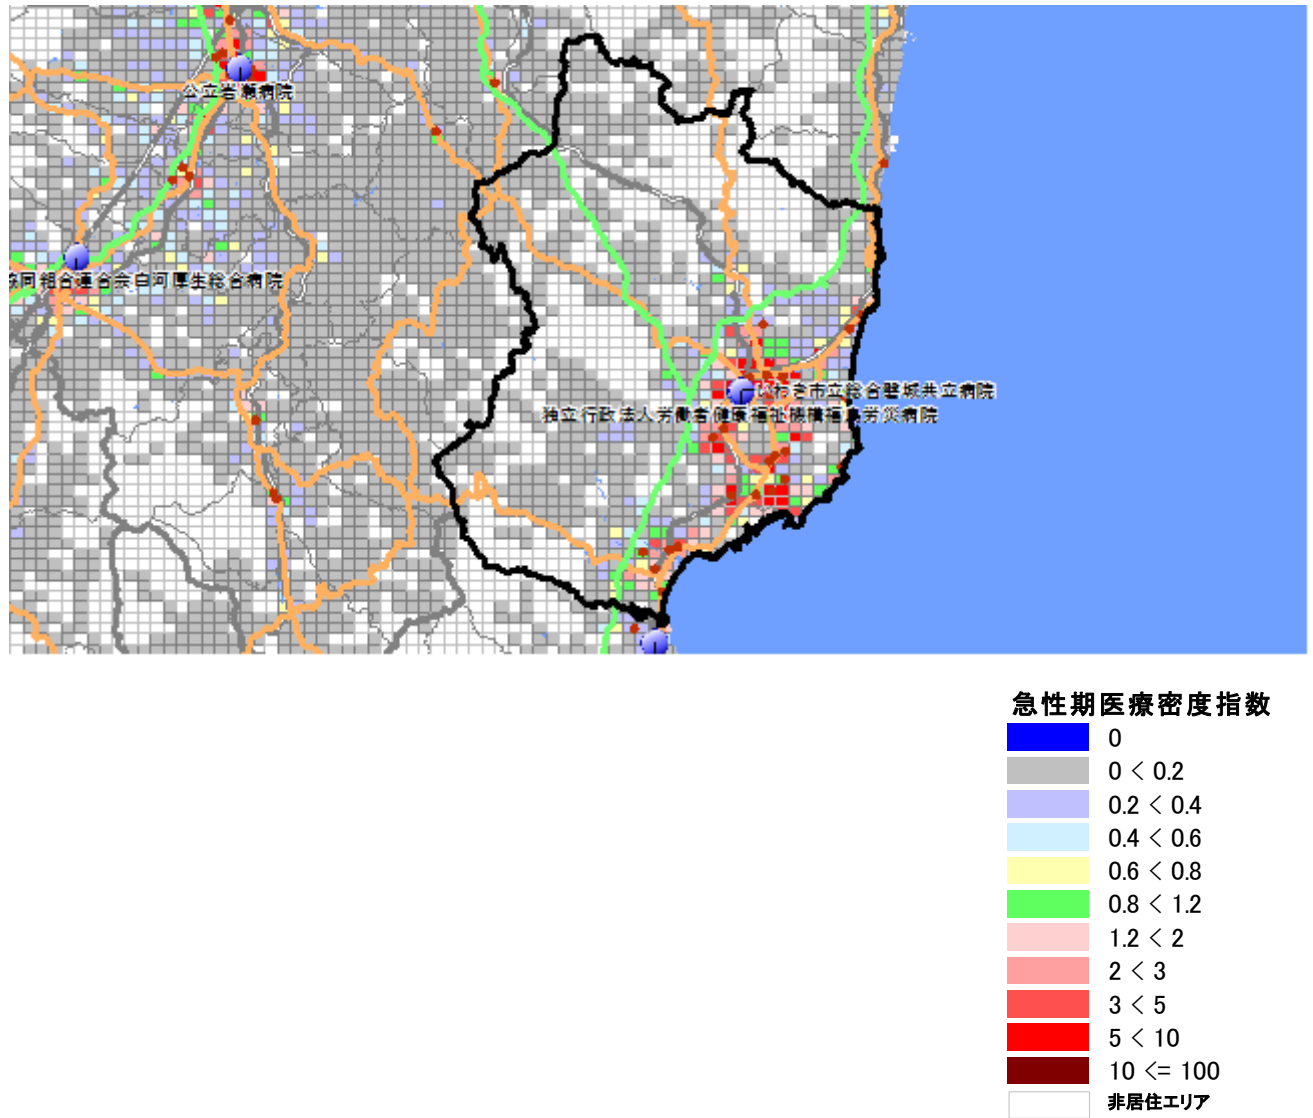 公立岩瀬病院
協同組合連合会白河厚生総合病院
いわき市立総合磐城共立病院
独立行政法人労働者健康福祉機構福島労災病院
急性期医療密度指数
0
0 < 0.2
0.2 < 0.4
0.4 < 0.6
0.6 < 0.8
0.8 < 1.2
1.2 < 2
2 < 3
3 < 5
5 < 10
10 <= 100
非居住エリア